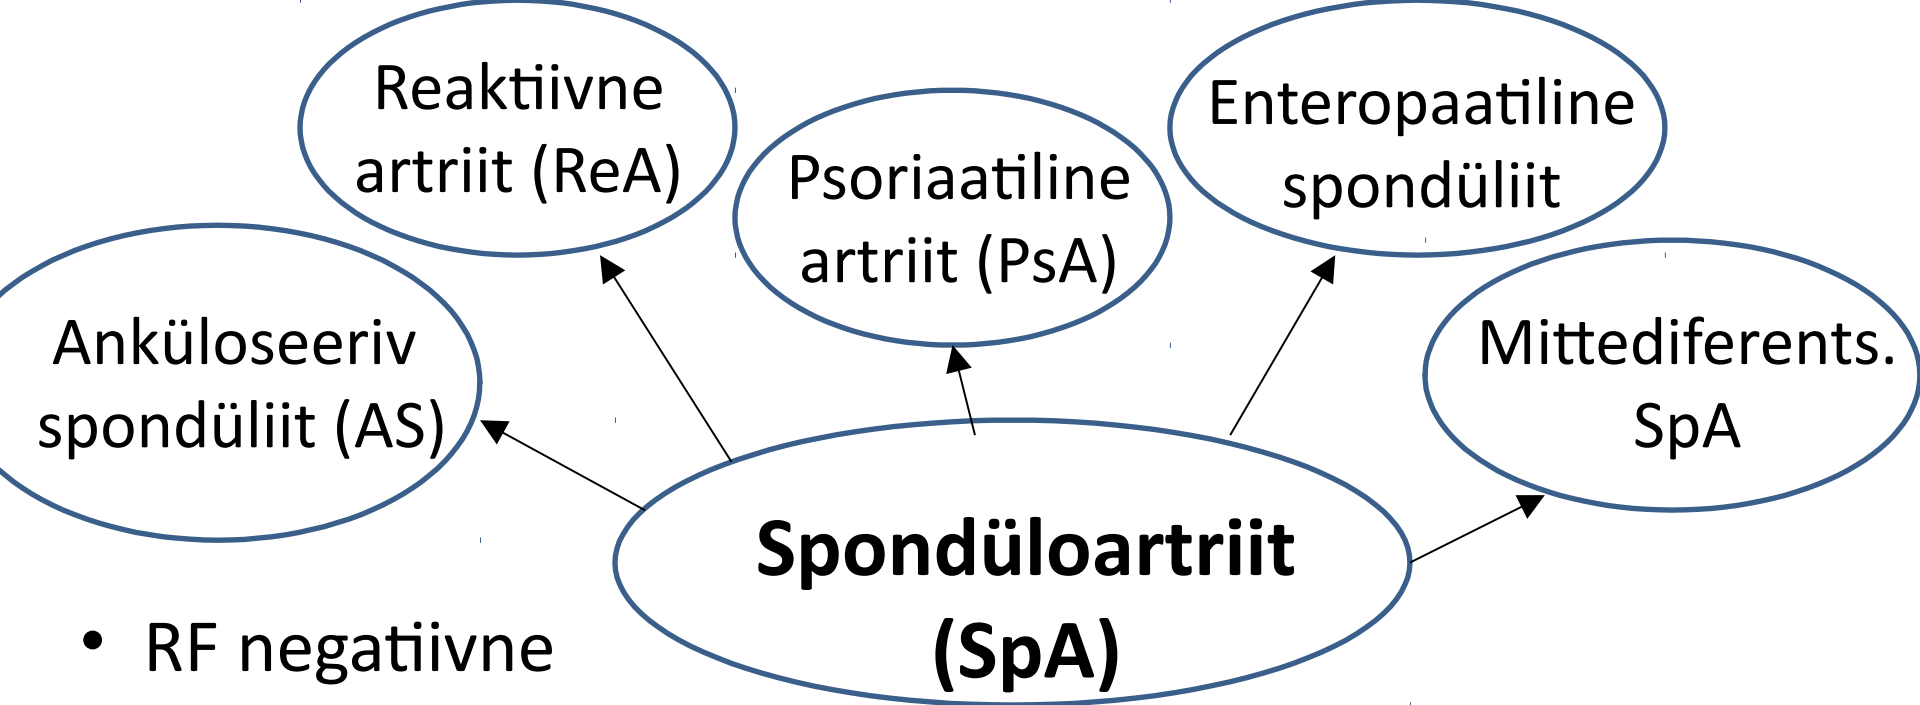 Reaktiivne
artriit (ReA)
Psoriaatiline
artriit (PsA)
Enteropaatiline
spondüliit
Anküloseeriv
spondüliit (AS)
Mittediferents.
SpA
Spondüloartriit
(SpA)
• RF negatiivne